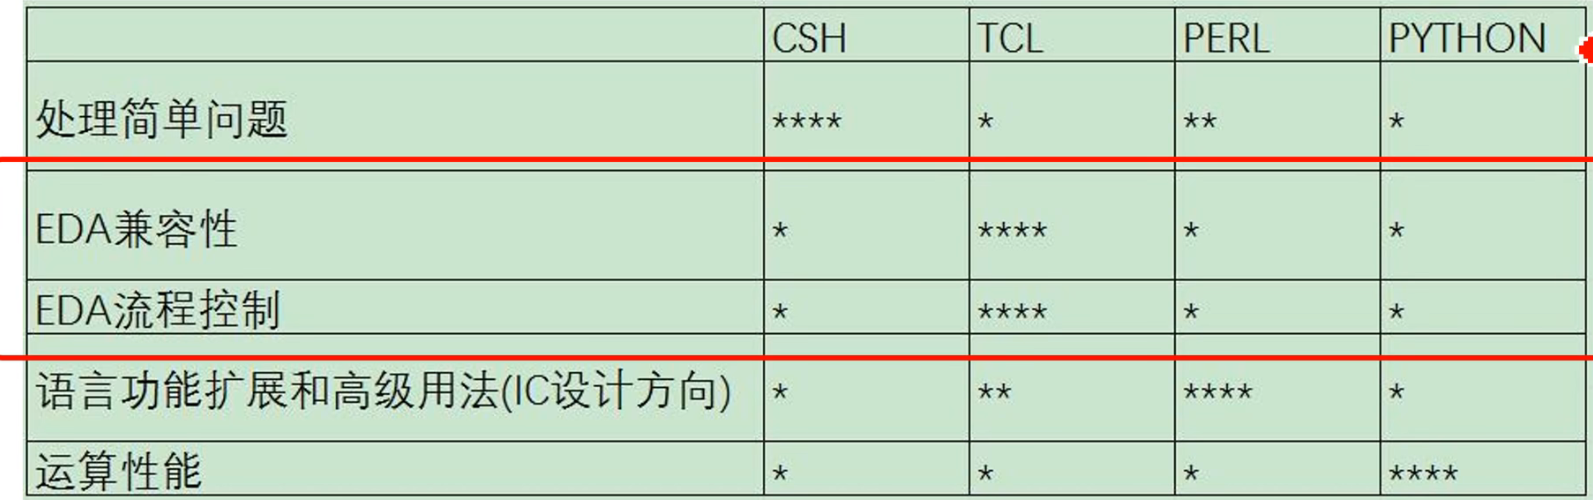 CSH TCL PERL PYTHON
处理简单问题 **** * ** *
EDA兼容性 * **** * *
EDA流程控制 * **** * *
语言功能扩展和高级用法(IC设计方向) * ** **** *
运算性能 * * * ****